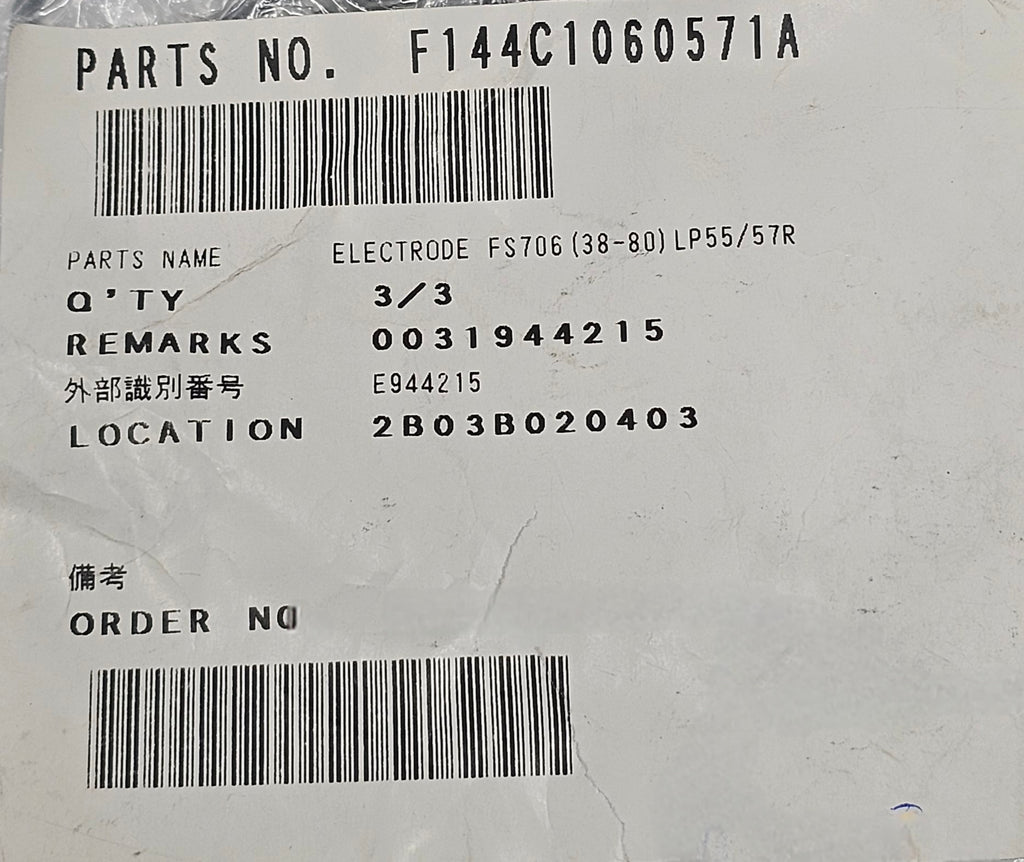 PARTS NO. F144C1060571A
PARTS NAME ELECTRODE FS706(38-80)LP55/57R
Q'TY 3/3
REMARKS 0031944215
外部識別番号 E944215
LOCATION 2B03B020403
備考
ORDER NO